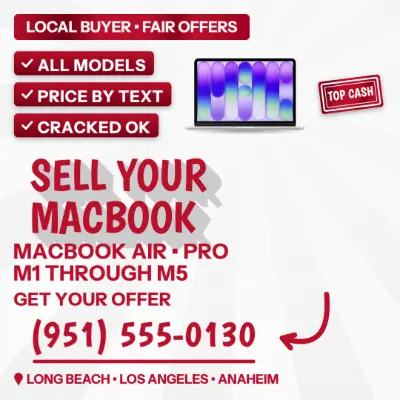 LOCAL BUYER • FAIR OFFERS
✓ ALL MODELS
✓ PRICE BY TEXT
✓ CRACKED OK
TOP CASH
SELL YOUR
MACBOOK
MACBOOK AIR • PRO
M1 THROUGH M5
GET YOUR OFFER
(951) 555-0130
LONG BEACH • LOS ANGELES • ANAHEIM